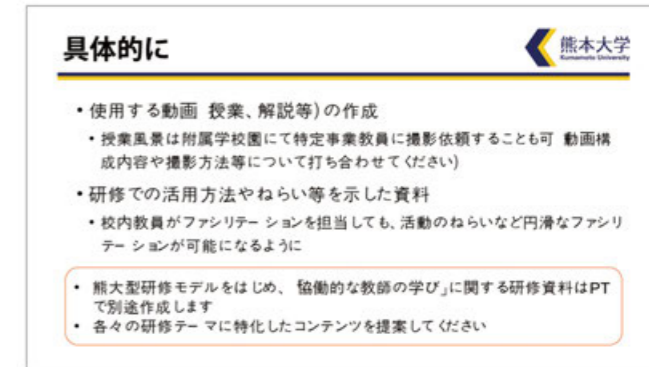 具体的に
熊本大学
Kumamoto University
• 使用する動画 授業、解説等)の作成
• 授業風景は附属学校園にて特定事業教員に撮影依頼することも可 動画構
成内容や撮影方法等について打ち合わせてください)
• 研修での活用方法やねらい等を示した資料
• 校内教員がファシリテーションを担当しても、活動のねらいなど円滑なファシリ
テーションが可能になるように
• 熊大型研修モデルをはじめ、協働的な教師の学び」に関する研修資料はPT
で別途作成します
• 各々の研修テーマに特化したコンテンツを提案してください